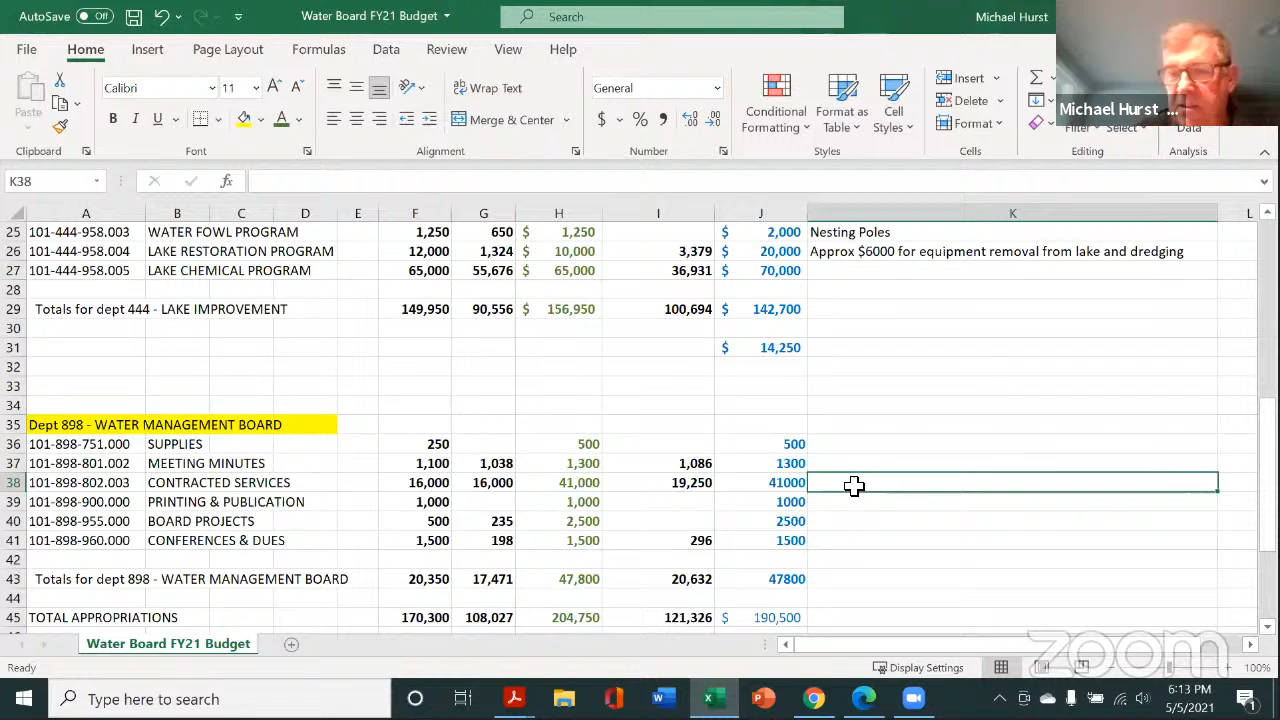 AutoSave Off Water Board FY21 Budget Search Michael Hurst
File Home Insert Page Layout Formulas Data Review View Help
Paste Calibri 11 Wrap Text General Conditional Formatting Format as Table Cell Styles Insert
B I U Merge & Center $ % Delete
Format
Michael Hurst ...
Filter Select Data
Clipboard Font Alignment Number Styles Cells Editing Analysis
K38 fx
A B C D E F G H I J K L
25 101-444-958.003 WATER FOWL PROGRAM 1,250 650 $ 1,250 $ 2,000 Nesting Poles
26 101-444-958.004 LAKE RESTORATION PROGRAM 12,000 1,324 $ 10,000 3,379 $ 20,000 Approx $6000 for equipment removal from lake and dredging
27 101-444-958.005 LAKE CHEMICAL PROGRAM 65,000 55,676 $ 65,000 36,931 $ 70,000
28
29 Totals for dept 444 - LAKE IMPROVEMENT 149,950 90,556 $ 156,950 100,694 $ 142,700
30
31 $ 14,250
32
33
34
35 Dept 898 - WATER MANAGEMENT BOARD
36 101-898-751.000 SUPPLIES 250 500 500
37 101-898-801.002 MEETING MINUTES 1,100 1,038 1,300 1,086 1300
38 101-898-802.003 CONTRACTED SERVICES 16,000 16,000 41,000 19,250 41000
39 101-898-900.000 PRINTING & PUBLICATION 1,000 1,000 1000
40 101-898-955.000 BOARD PROJECTS 500 235 2,500 2500
41 101-898-960.000 CONFERENCES & DUES 1,500 198 1,500 296 1500
42
43 Totals for dept 898 - WATER MANAGEMENT BOARD 20,350 17,471 47,800 20,632 47800
44
45 TOTAL APPROPRIATIONS 170,300 108,027 204,750 121,326 $ 190,500
Water Board FY21 Budget
zoom
Ready Display Settings 100%
Type here to search 6:13 PM
5/5/2021 1